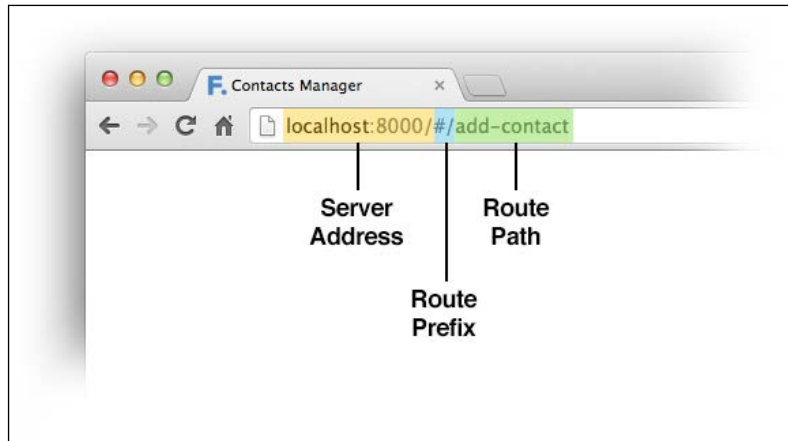 F. Contacts Manager ×
localhost:8000/#/add-contact
Server
Address
Route
Path
Route
Prefix